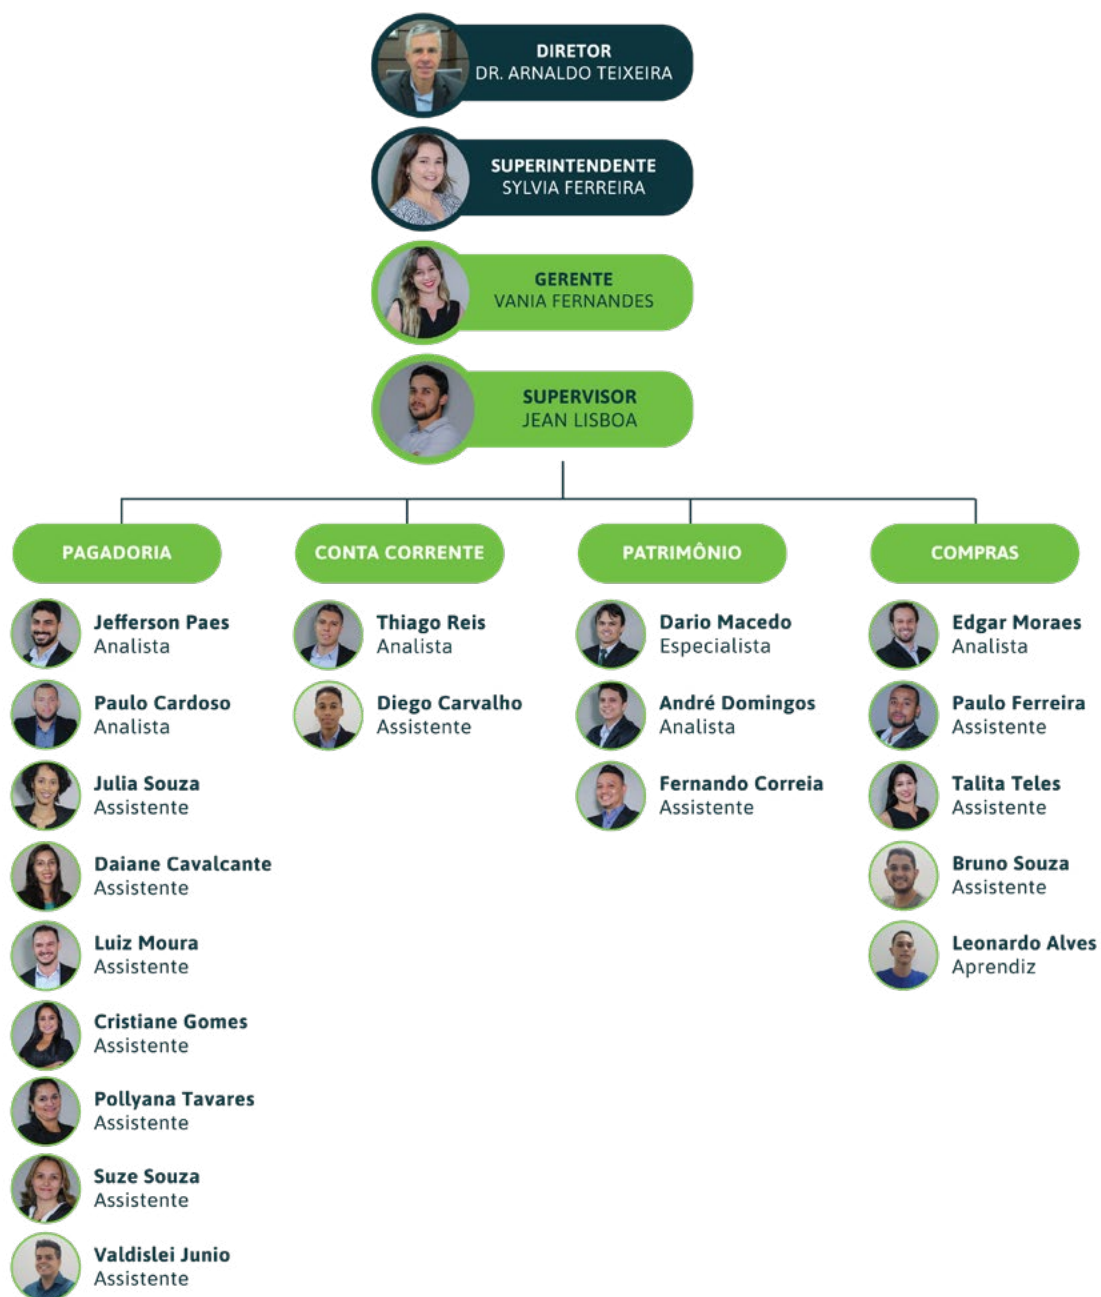 DIRETOR
DR. ARNALDO TEIXEIRA
SUPERINTENDENTE
SYLVIA FERREIRA
GERENTE
VANIA FERNANDES
SUPERVISOR
JEAN LISBOA
PAGADORIA
Jefferson Paes
Analista
Paulo Cardoso
Analista
Julia Souza
Assistente
Daiane Cavalcante
Assistente
Luiz Moura
Assistente
Cristiane Gomes
Assistente
Pollyana Tavares
Assistente
Suze Souza
Assistente
Valdislei Junio
Assistente
CONTA CORRENTE
Thiago Reis
Analista
Diego Carvalho
Assistente
PATRIMÔNIO
Dario Macedo
Especialista
André Domingos
Analista
Fernando Correia
Assistente
COMPRAS
Edgar Moraes
Analista
Paulo Ferreira
Assistente
Talita Teles
Assistente
Bruno Souza
Assistente
Leonardo Alves
Aprendiz